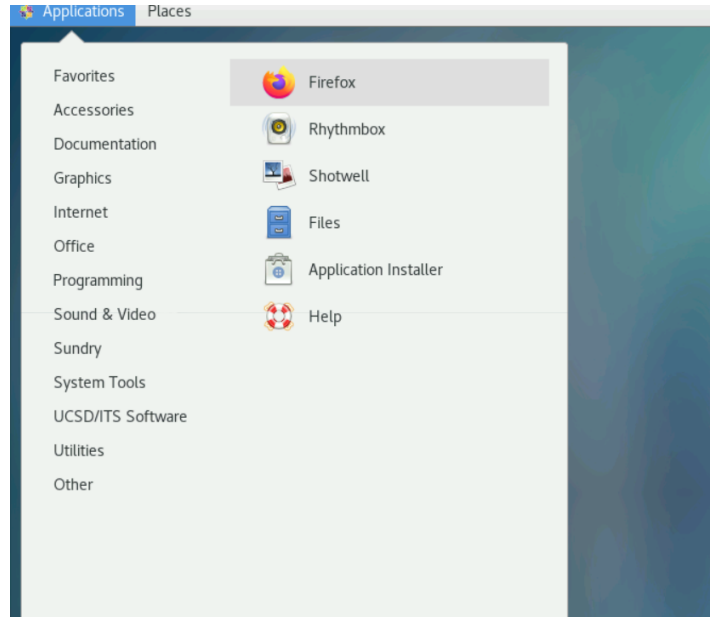 Applications Places
Favorites
Accessories
Documentation
Graphics
Internet
Office
Programming
Sound & Video
Sundry
System Tools
UCSD/ITS Software
Utilities
Other
Firefox
Rhythmbox
Shotwell
Files
Application Installer
Help